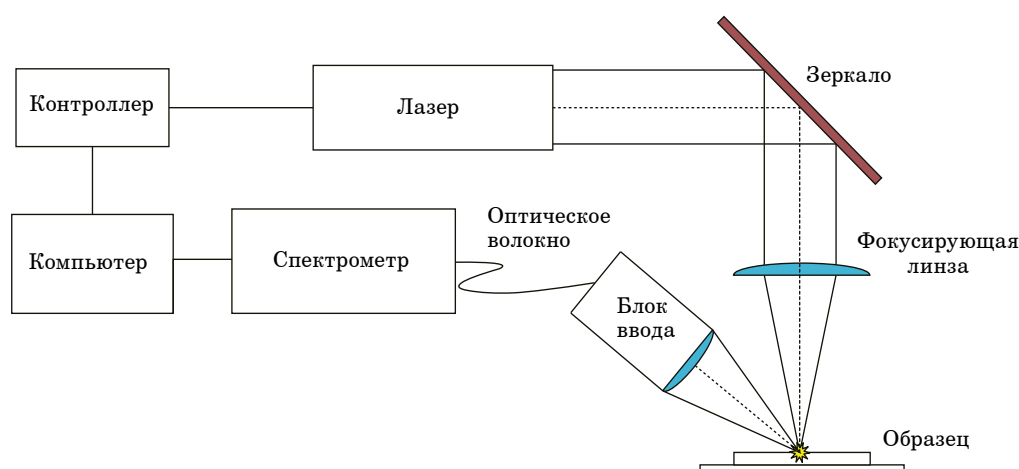 Контроллер
Лазер
Зеркало
Компьютер
Спектрометр
Оптическое
волокно
Блок
ввода
Фокусирующая
линза
Образец